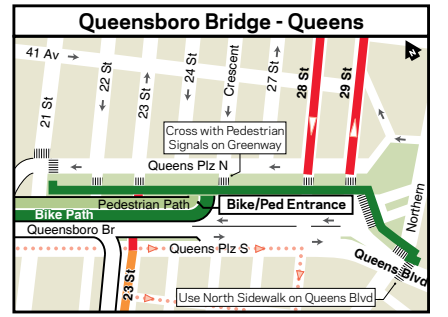 Queensboro Bridge - Queens
41 Av
21 St
22 St
23 St
24 St
Crescent
27 St
28 St
29 St
N
Cross with Pedestrian
Signals on Greenway
Queens Plz N
Northern
Pedestrian Path
Bike/Ped Entrance
Bike Path
Queensboro Br
Queens Plz S
Queens Blvd
23 St
Use North Sidewalk on Queens Blvd